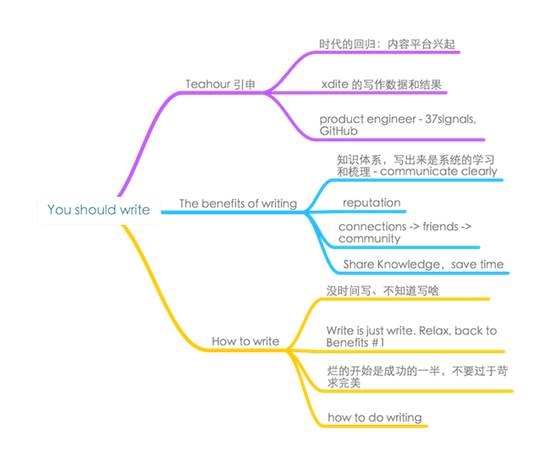 You should write
Teahour 引申
时代的回归：内容平台兴起
xdite 的写作数据和结果
product engineer - 37signals,
GitHub
The benefits of writing
知识体系，写出来是系统的学习
和梳理 - communicate clearly
reputation
connections -> friends ->
community
Share Knowledge，save time
How to write
没时间写、不知道写啥
Write is just write. Relax, back to
Benefits #1
烂的开始是成功的一半，不要过于苛
求完美
how to do writing